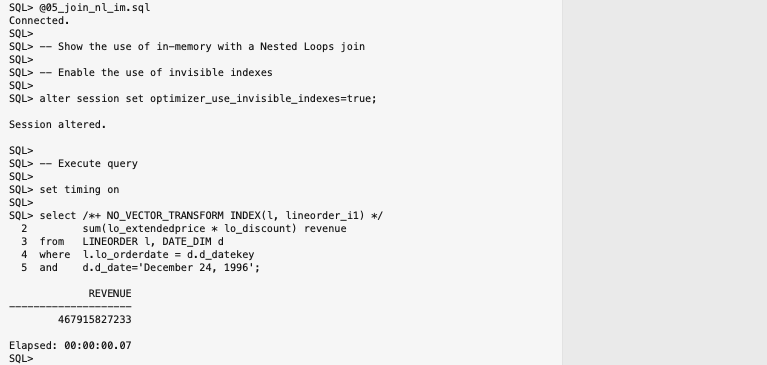 SQL> @05_join_nl_im.sql
Connected.
SQL>
SQL> -- Show the use of in-memory with a Nested Loops join
SQL>
SQL> -- Enable the use of invisible indexes
SQL>
SQL> alter session set optimizer_use_invisible_indexes=true;
Session altered.
SQL>
SQL> -- Execute query
SQL>
SQL> set timing on
SQL>
SQL> select /*+ NO_VECTOR_TRANSFORM INDEX(l, lineorder_i1) */
  2         sum(lo_extendedprice * lo_discount) revenue
  3  from   LINEORDER l, DATE_DIM d
  4  where  l.lo_orderdate = d.d_datekey
  5  and    d.d_date='December 24, 1996';
             REVENUE
--------------------
        467915827233
Elapsed: 00:00:00.07
SQL>